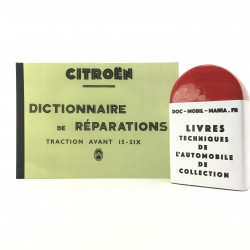 CITROËN
DICTIONNAIRE
DE RÉPARATIONS
TRACTION AVANT 15-SIX
DOC-MOBIL-MANIA.FR
LIVRES
TECHNIQUES
DE
L'AUTOMOBILE
DE
COLLECTION